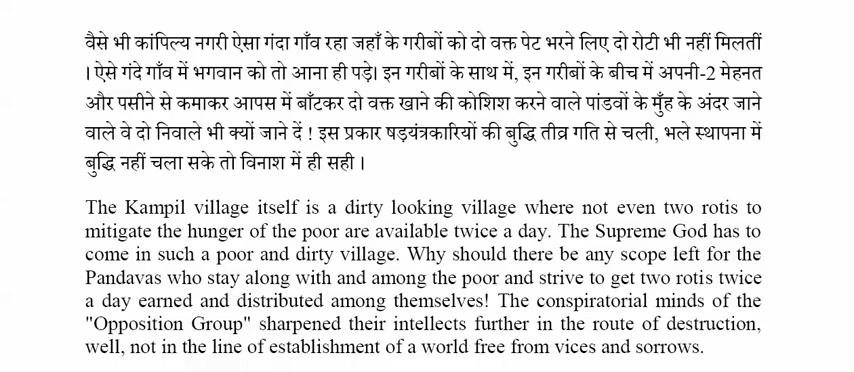 वैसे भी कांपिल्य नगरी ऐसा गंदा गाँव रहा जहाँ के गरीबों को दो वक्त पेट भरने लिए दो रोटी भी नहीं मिलतीं
। ऐसे गंदे गाँव में भगवान को तो आना ही पड़े। इन गरीबों के साथ में, इन गरीबों के बीच में अपनी-2 मेहनत
और पसीने से कमाकर आपस में बाँटकर दो वक्त खाने की कोशिश करने वाले पांडवों के मुँह के अंदर जाने
वाले वे दो निवाले भी क्यों जाने दें ! इस प्रकार षड़यंत्रकारियों की बुद्धि तीव्र गति से चली, भले स्थापना में
बुद्धि नहीं चला सके तो विनाश में ही सही ।
The Kampil village itself is a dirty looking village where not even two rotis to
mitigate the hunger of the poor are available twice a day. The Supreme God has to
come in such a poor and dirty village. Why should there be any scope left for the
Pandavas who stay along with and among the poor and strive to get two rotis twice
a day earned and distributed among themselves! The conspiratorial minds of the
"Opposition Group" sharpened their intellects further in the route of destruction,
well, not in the line of establishment of a world free from vices and sorrows.